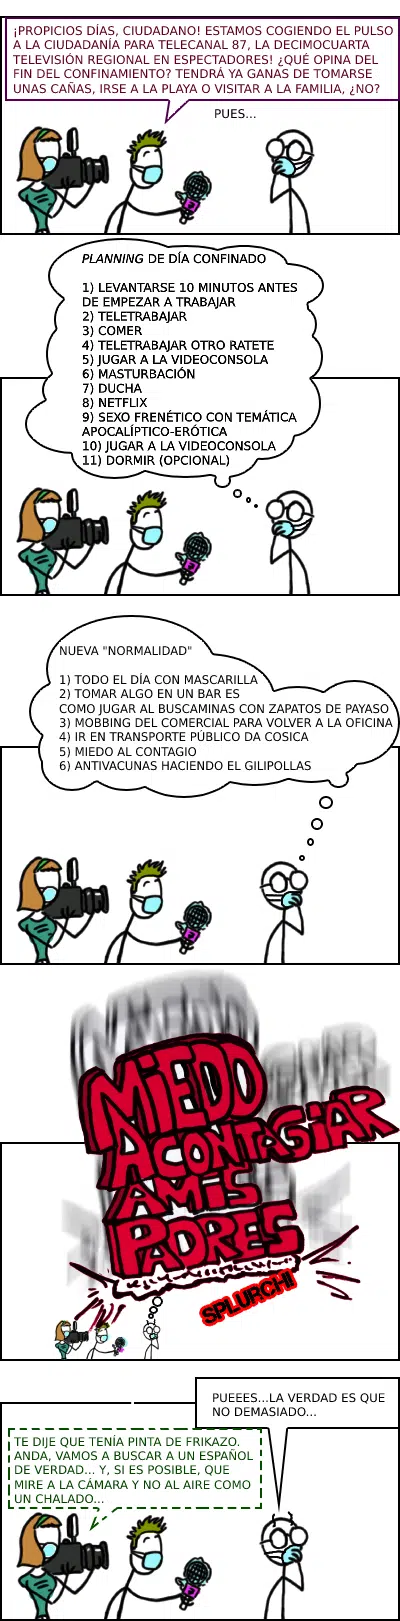 ¡PROPICIOS DÍAS, CIUDADANO! ESTAMOS COGIENDO EL PULSO
A LA CIUDADANÍA PARA TELECANAL 87, LA DECIMOCUARTA
TELEVISIÓN REGIONAL EN ESPECTADORES! ¿QUÉ OPINA DEL
FIN DEL CONFINAMIENTO? TENDRÁ YA GANAS DE TOMARSE
UNAS CAÑAS, IRSE A LA PLAYA O VISITAR A LA FAMILIA, ¿NO?
PUES...
PLANNING DE DÍA CONFINADO
1) LEVANTARSE 10 MINUTOS ANTES
DE EMPEZAR A TRABAJAR
2) TELETRABAJAR
3) COMER
4) TELETRABAJAR OTRO RATETE
5) JUGAR A LA VIDEOCONSOLA
6) MASTURBACIÓN
7) DUCHA
8) NETFLIX
9) SEXO FRENÉTICO CON TEMÁTICA
APOCALÍPTICO-ERÓTICA
10) JUGAR A LA VIDEOCONSOLA
11) DORMIR (OPCIONAL)
NUEVA "NORMALIDAD"
1) TODO EL DÍA CON MASCARILLA
2) TOMAR ALGO EN UN BAR ES
COMO JUGAR AL BUSCAMINAS CON ZAPATOS DE PAYASO
3) MOBBING DEL COMERCIAL PARA VOLVER A LA OFICINA
4) IR EN TRANSPORTE PÚBLICO DA COSICA
5) MIEDO AL CONTAGIO
6) ANTIVACUNAS HACIENDO EL GILIPOLLAS
MiEDO
A CONTAGiAR
A MiS
PADRES
SPLURCH!
PUEEES...LA VERDAD ES QUE
NO DEMASIADO...
TE DIJE QUE TENÍA PINTA DE FRIKAZO.
ANDA, VAMOS A BUSCAR A UN ESPAÑOL
DE VERDAD... Y, SI ES POSIBLE, QUE
MIRE A LA CÁMARA Y NO AL AIRE COMO
UN CHALADO...